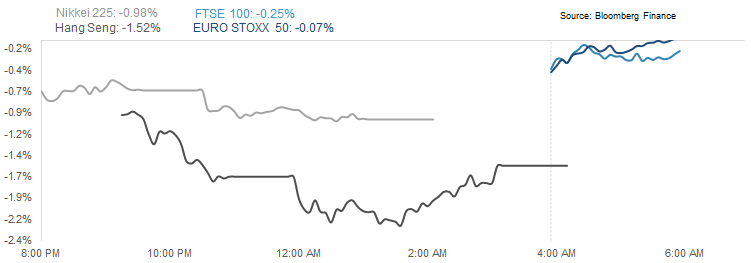 Nikkei 225: -0.98% FTSE 100: -0.25%
Hang Seng: -1.52% EURO STOXX 50: -0.07%
Source: Bloomberg Finance
-0.2%
-0.4%
-0.7%
-0.9%
-1.2%
-1.4%
-1.7%
-1.9%
-2.2%
-2.4%
8:00 PM 10:00 PM 12:00 AM 2:00 AM 4:00 AM 6:00 AM